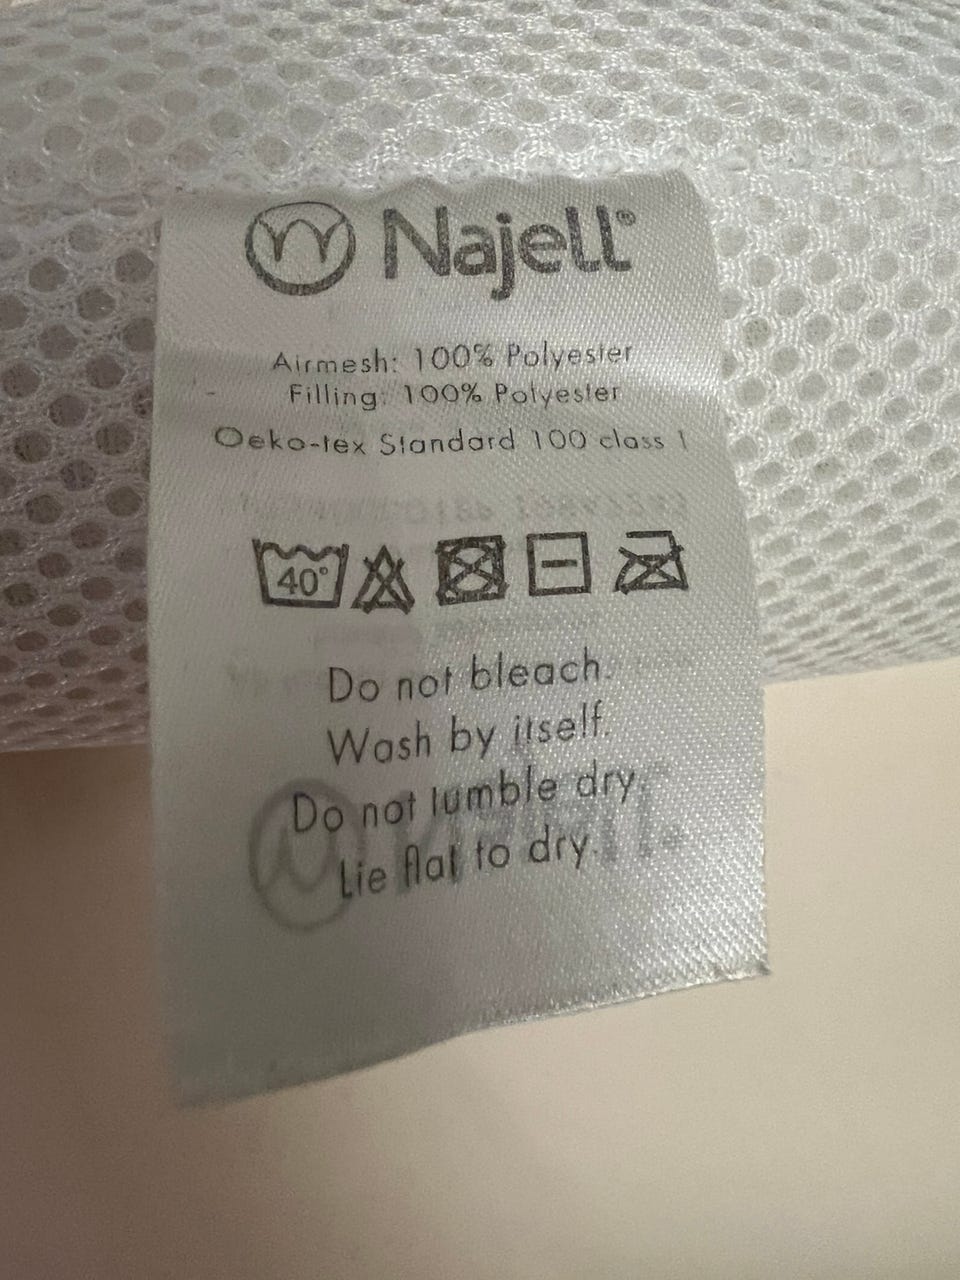 Najell®
Airmesh: 100% Polyester
Filling: 100% Polyester
Oeko-tex Standard 100 class 1
40°
Do not bleach.
Wash by itself.
Do not tumble dry.
Lie flat to dry.